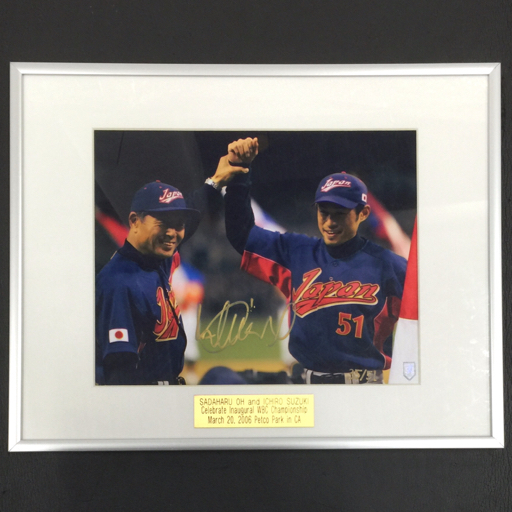 Japan
Japan
Japan
51
SADAHARU OH and ICHIRO SUZUKI
Celebrate Inaugural WBC Championship
March 20, 2006 Petco Park in CA